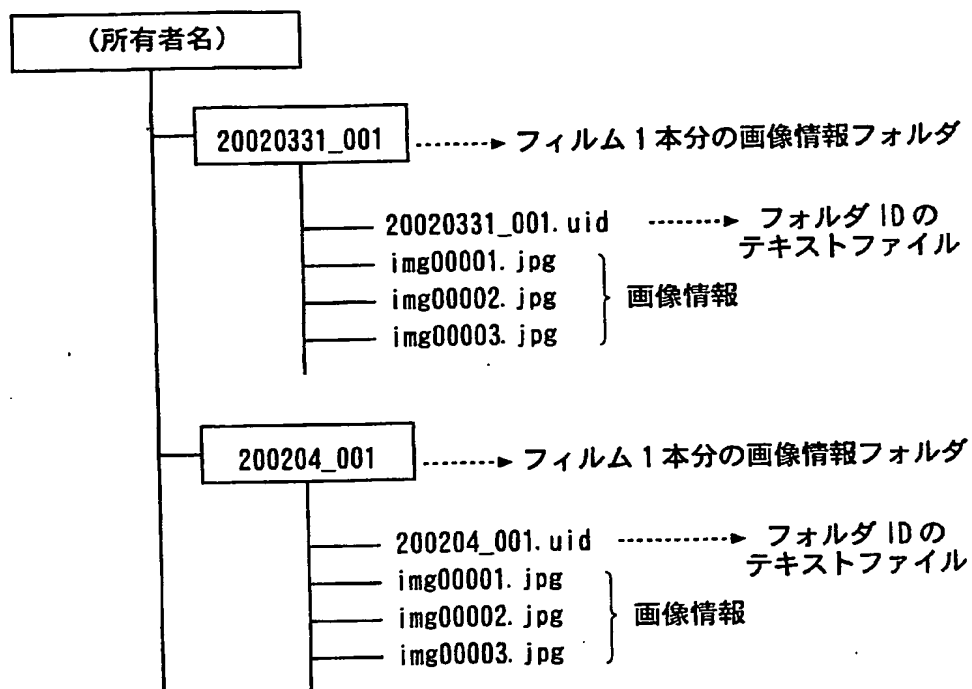 (所有者名)
20020331_001 フィルム1本分の画像情報フォルダ
20020331_001.uid フォルダIDの
テキストファイル
img00001.jpg
img00002.jpg 画像情報
img00003.jpg
200204_001 フィルム1本分の画像情報フォルダ
200204_001.uid フォルダIDの
テキストファイル
img00001.jpg
img00002.jpg 画像情報
img00003.jpg